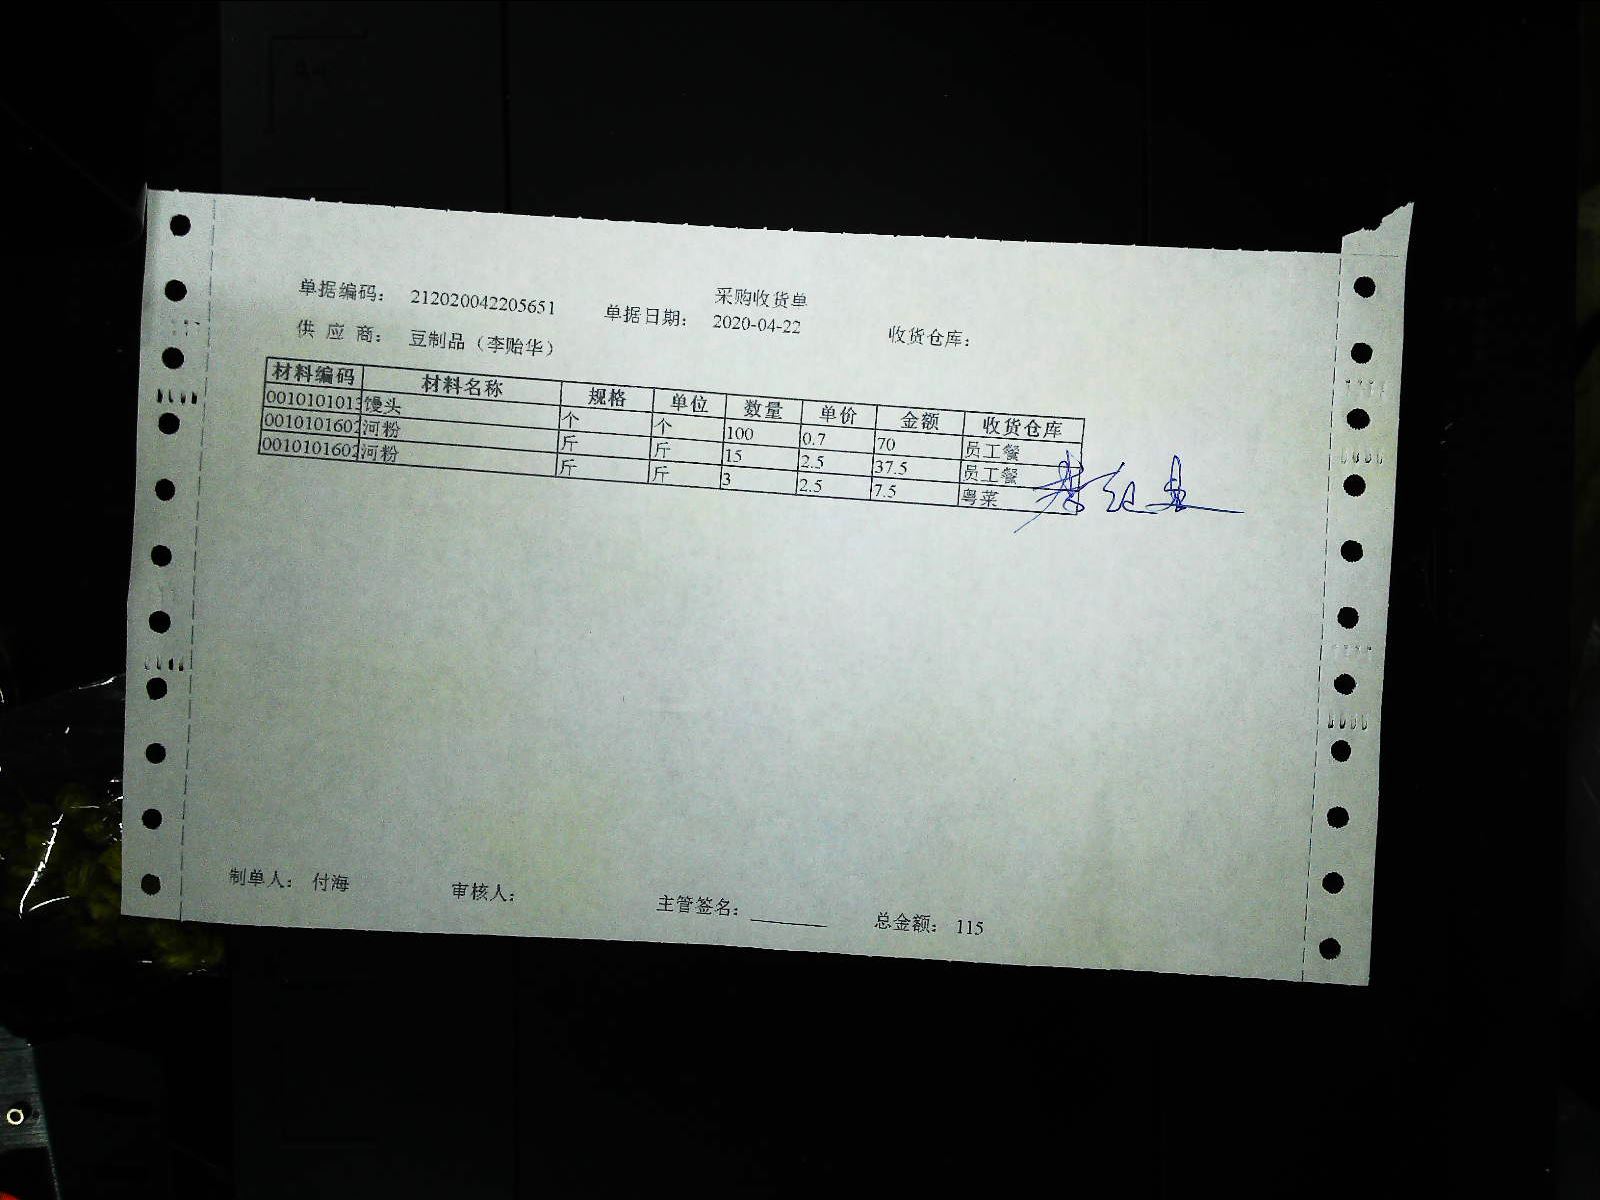 采购收货单
单据编码: 212020042205651 单据日期: 2020-04-22 收货仓库:
供 应 商: 豆制品（李贻华）
材料编码 材料名称 规格 单位 数量 单价 金额 收货仓库
0010101013 馒头 个 个 100 0.7 70 员工餐
0010101602 河粉 斤 斤 15 2.5 37.5 员工餐
0010101602 河粉 斤 斤 3 2.5 7.5 粤菜
制单人: 付海 审核人: 主管签名: 总金额: 115